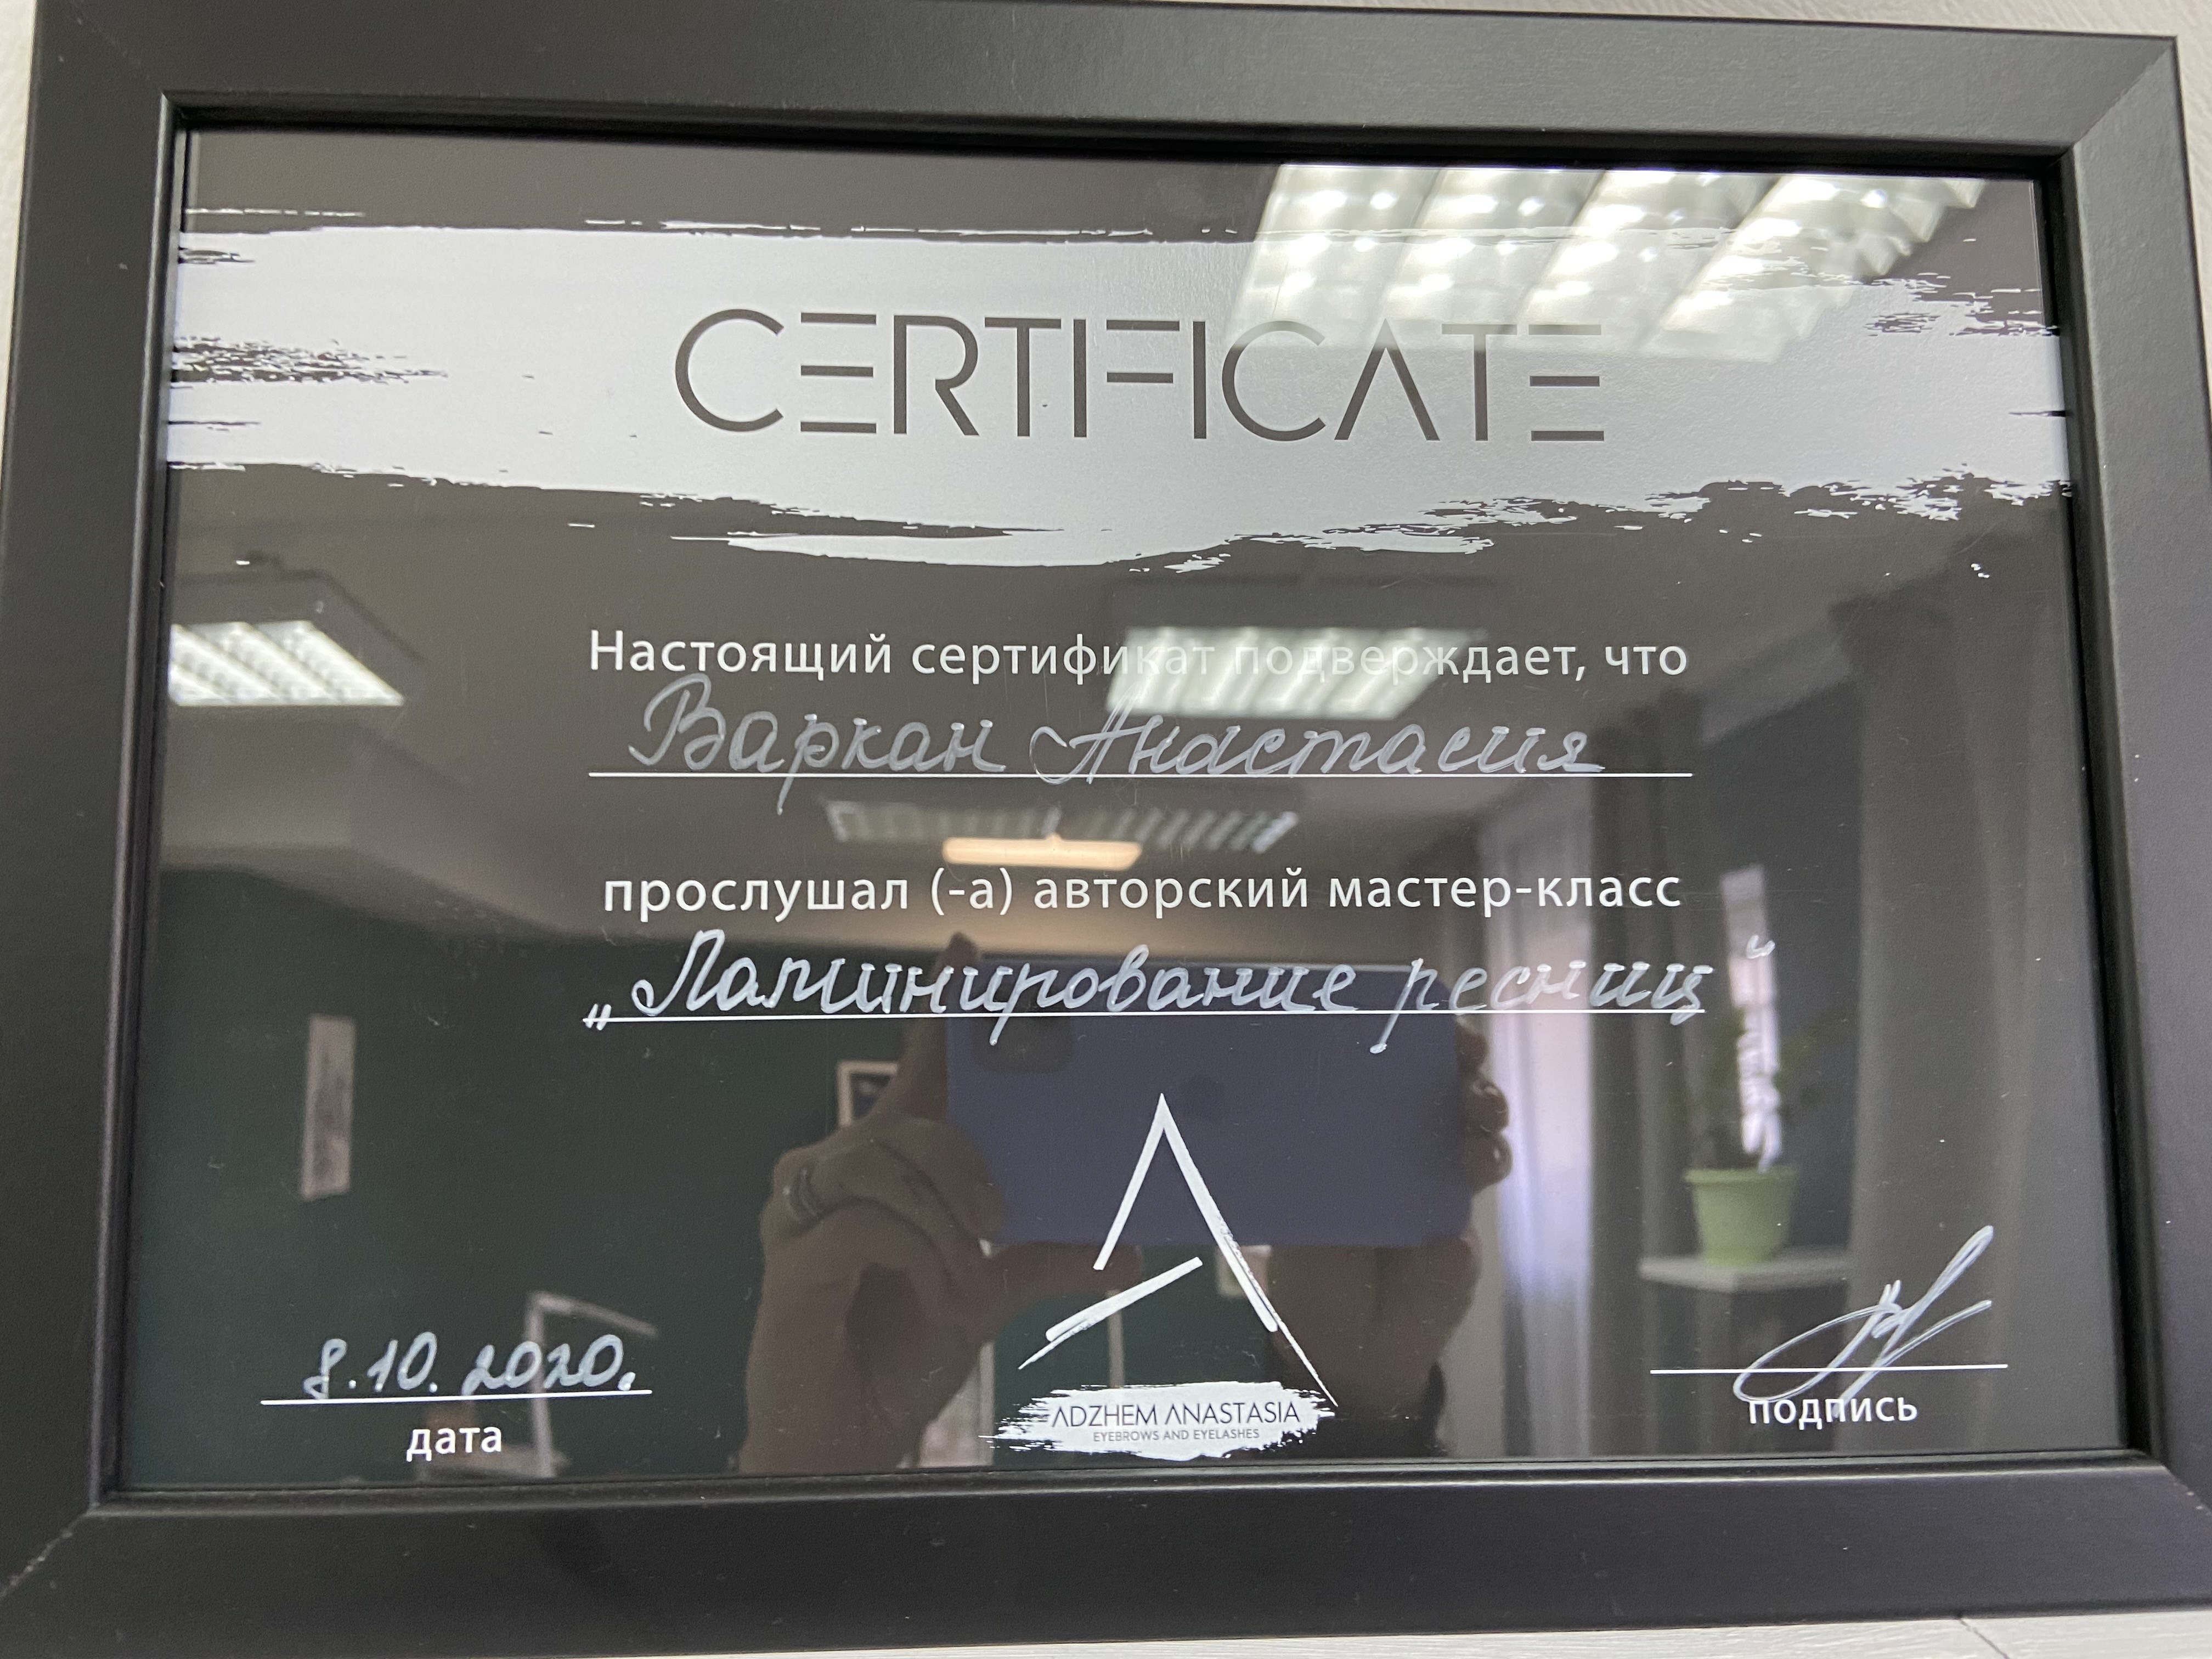 CERTIFICATE
Настоящий сертификат подтверждает, что
Варкан Анастасия
прослушал (-а) авторский мастер-класс
„Ламинирование ресниц“
8.10.2020.
дата
ADZHEM ANASTASIA
EYEBROWS AND EYELASHES
подпись